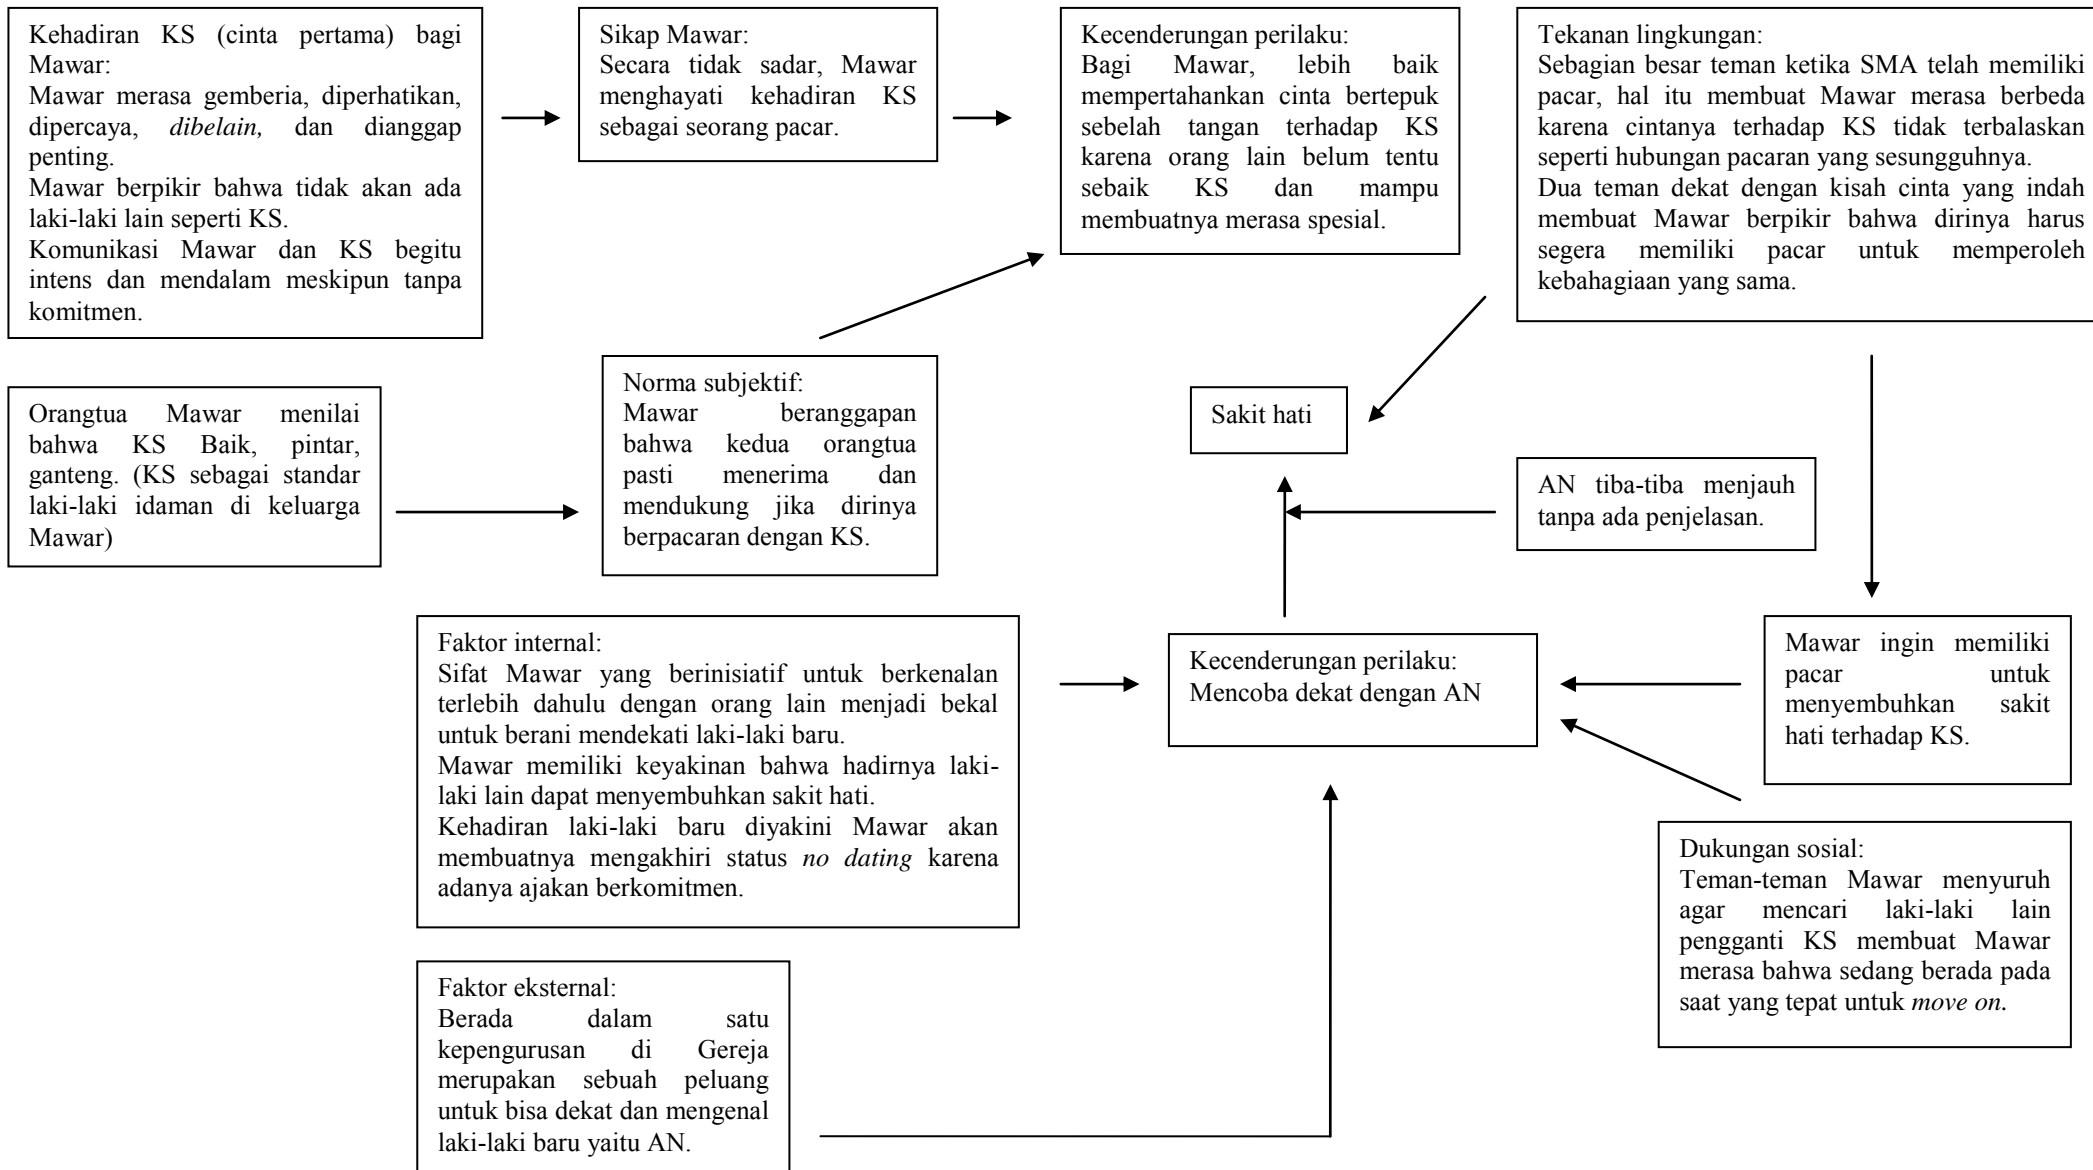 Kehadiran KS (cinta pertama) bagi
Mawar:
Mawar merasa gemberia, diperhatikan,
dipercaya, dibelain, dan dianggap
penting.
Mawar berpikir bahwa tidak akan ada
laki-laki lain seperti KS.
Komunikasi Mawar dan KS begitu
intens dan mendalam meskipun tanpa
komitmen.
Sikap Mawar:
Secara tidak sadar, Mawar
menghayati kehadiran KS
sebagai seorang pacar.
Kecenderungan perilaku:
Bagi Mawar, lebih baik
mempertahankan cinta bertepuk
sebelah tangan terhadap KS
karena orang lain belum tentu
sebaik KS dan mampu
membuatnya merasa spesial.
Tekanan lingkungan:
Sebagian besar teman ketika SMA telah memiliki
pacar, hal itu membuat Mawar merasa berbeda
karena cintanya terhadap KS tidak terbalaskan
seperti hubungan pacaran yang sesungguhnya.
Dua teman dekat dengan kisah cinta yang indah
membuat Mawar berpikir bahwa dirinya harus
segera memiliki pacar untuk memperoleh
kebahagiaan yang sama.
Orangtua Mawar menilai
bahwa KS Baik, pintar,
ganteng. (KS sebagai standar
laki-laki idaman di keluarga
Mawar)
Norma subjektif:
Mawar beranggapan
bahwa kedua orangtua
pasti menerima dan
mendukung jika dirinya
berpacaran dengan KS.
Sakit hati
AN tiba-tiba menjauh
tanpa ada penjelasan.
Faktor internal:
Sifat Mawar yang berinisiatif untuk berkenalan
terlebih dahulu dengan orang lain menjadi bekal
untuk berani mendekati laki-laki baru.
Mawar memiliki keyakinan bahwa hadirnya laki-
laki lain dapat menyembuhkan sakit hati.
Kehadiran laki-laki baru diyakini Mawar akan
membuatnya mengakhiri status no dating karena
adanya ajakan berkomitmen.
Kecenderungan perilaku:
Mencoba dekat dengan AN
Mawar ingin memiliki
pacar untuk
menyembuhkan sakit
hati terhadap KS.
Dukungan sosial:
Teman-teman Mawar menyuruh
agar mencari laki-laki lain
pengganti KS membuat Mawar
merasa bahwa sedang berada pada
saat yang tepat untuk move on.
Faktor eksternal:
Berada dalam satu
kepengurusan di Gereja
merupakan sebuah peluang
untuk bisa dekat dan mengenal
laki-laki baru yaitu AN.